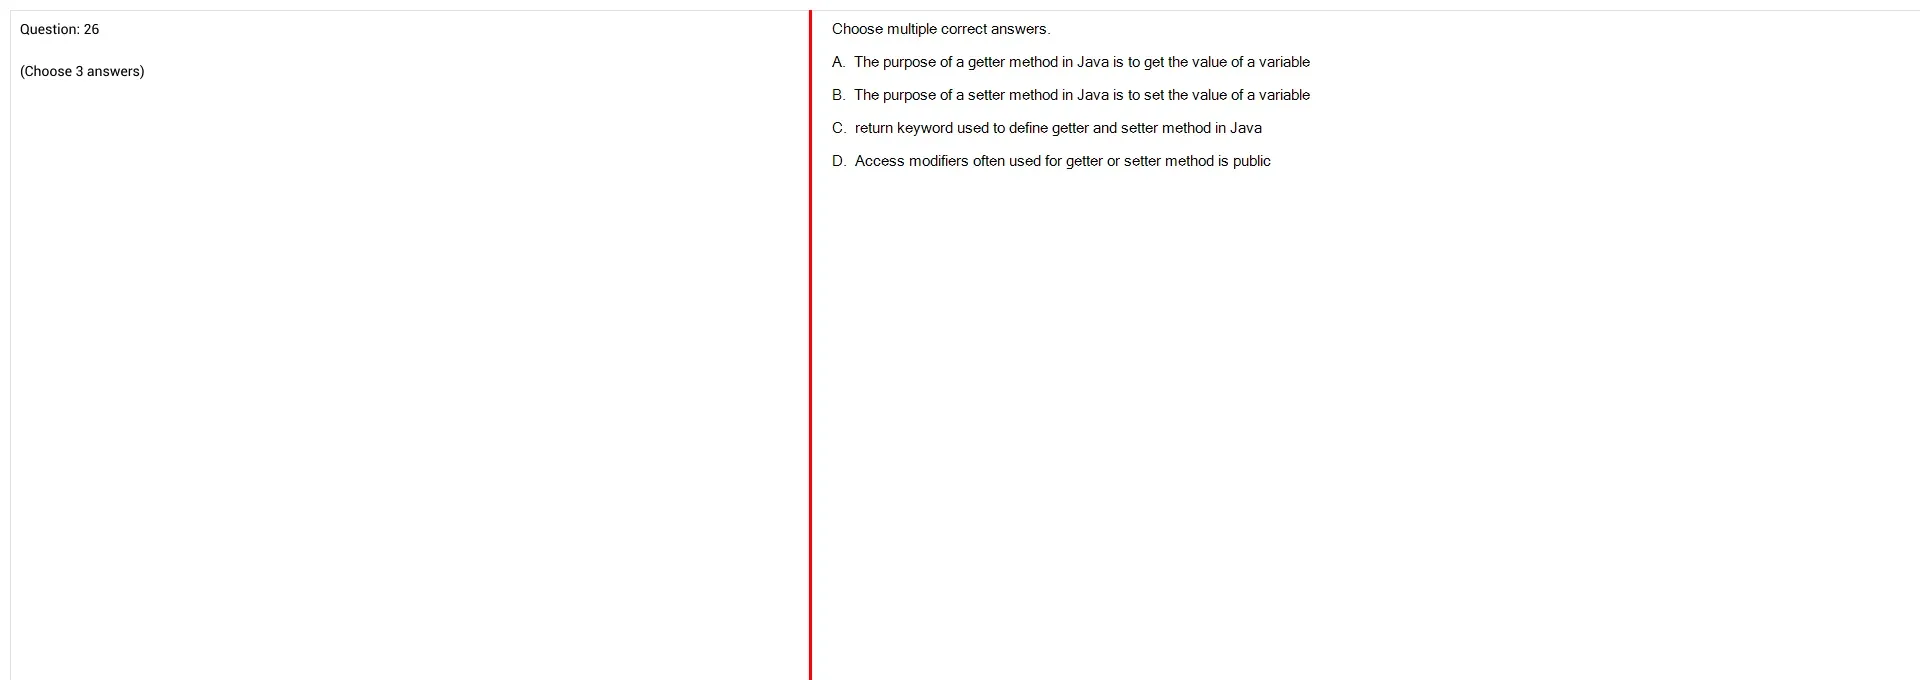 Question: 26
(Choose 3 answers)
Choose multiple correct answers.
A. The purpose of a getter method in Java is to get the value of a variable
B. The purpose of a setter method in Java is to set the value of a variable
C. return keyword used to define getter and setter method in Java
D. Access modifiers often used for getter or setter method is public